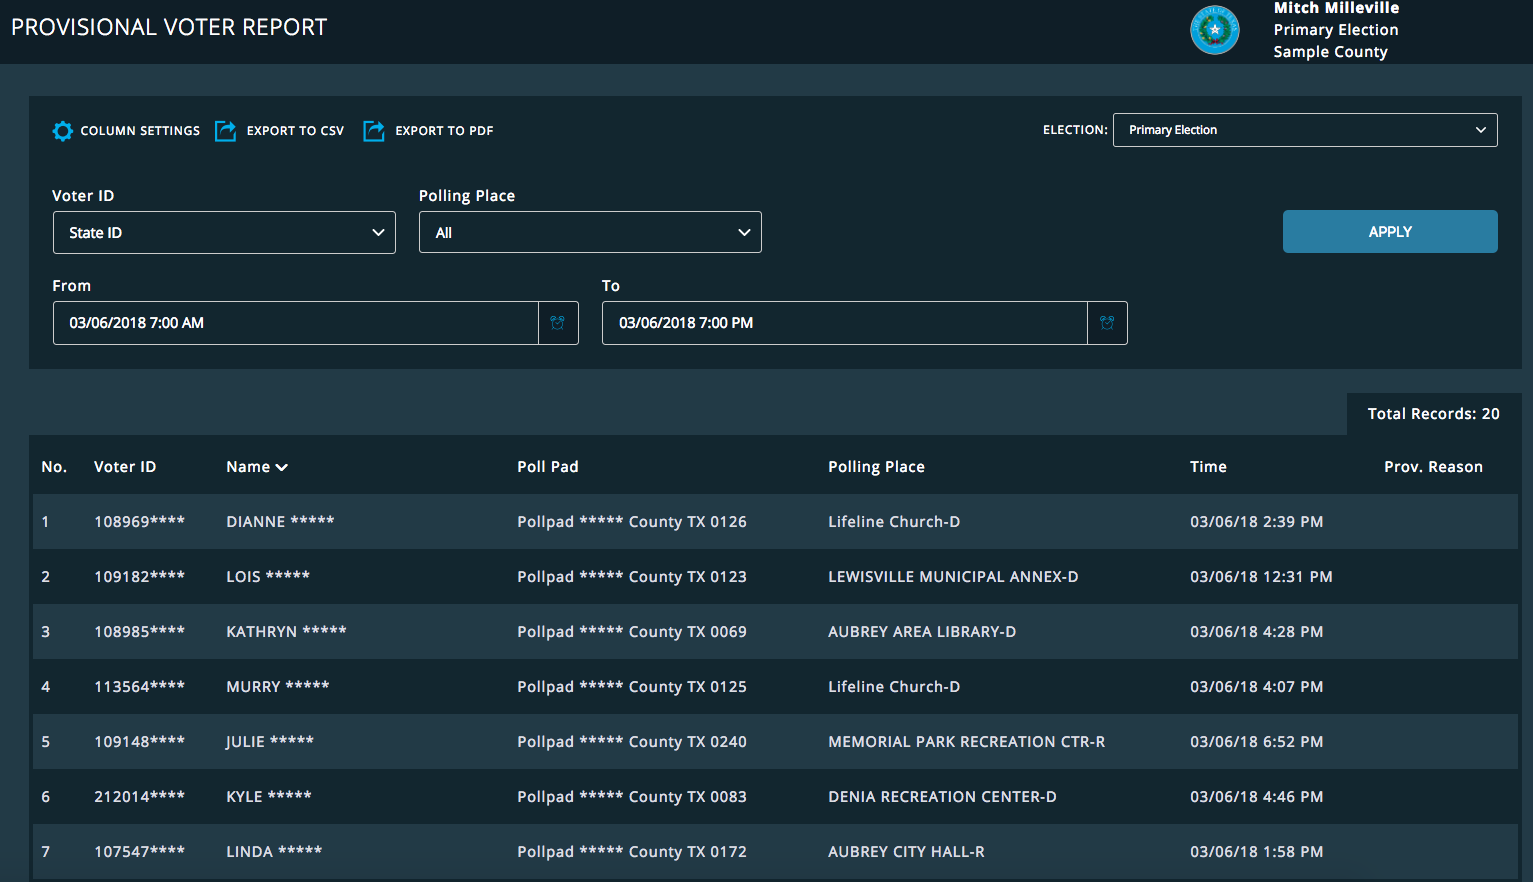 PROVISIONAL VOTER REPORT
Mitch Milleville
Primary Election
Sample County
COLUMN SETTINGS EXPORT TO CSV EXPORT TO PDF
ELECTION: Primary Election
Voter ID Polling Place
State ID All APPLY
From To
03/06/2018 7:00 AM 03/06/2018 7:00 PM
Total Records: 20
No. Voter ID Name Poll Pad Polling Place Time Prov. Reason
1 108969**** DIANNE ***** Pollpad ***** County TX 0126 Lifeline Church-D 03/06/18 2:39 PM
2 109182**** LOIS ***** Pollpad ***** County TX 0123 LEWISVILLE MUNICIPAL ANNEX-D 03/06/18 12:31 PM
3 108985**** KATHRYN ***** Pollpad ***** County TX 0069 AUBREY AREA LIBRARY-D 03/06/18 4:28 PM
4 113564**** MURRY ***** Pollpad ***** County TX 0125 Lifeline Church-D 03/06/18 4:07 PM
5 109148**** JULIE ***** Pollpad ***** County TX 0240 MEMORIAL PARK RECREATION CTR-R 03/06/18 6:52 PM
6 212014**** KYLE ***** Pollpad ***** County TX 0083 DENIA RECREATION CENTER-D 03/06/18 4:46 PM
7 107547**** LINDA ***** Pollpad ***** County TX 0172 AUBREY CITY HALL-R 03/06/18 1:58 PM